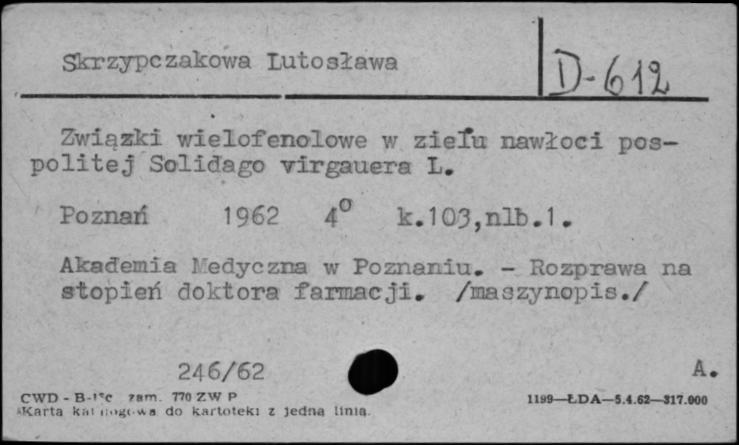 Skrzypczakowa Lutosława
D-612
Związki wielofenolowe w zielu nawłoci pos-
politej Solidago virgauera L.
Poznań 1962 4° k.103,nlb.1.
Akademia Medyczna w Poznaniu. - Rozprawa na
stopień doktora farmacji. /maszynopis./
246/62
A.
CWD - zam. 770 ZW P
1199—ŁDA—5.4.62—317.000
Karta katalogowa do kartoteki z jedną linią.